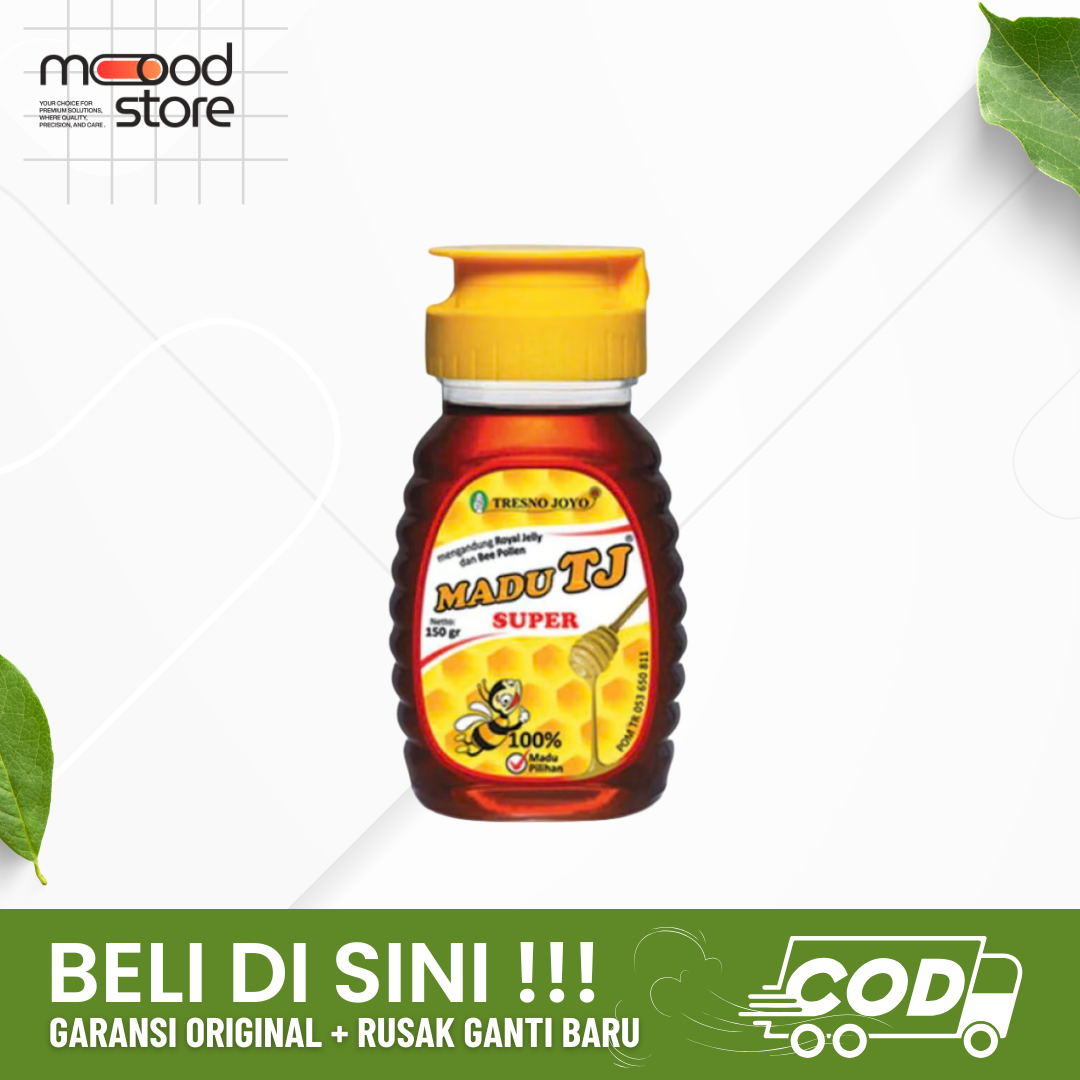 mood
store
YOUR CHOICE FOR
PREMIUM SOLUTIONS,
WHERE QUALITY,
PRECISION, AND CARE.
TRESNO JOYO
mengandung Royal Jelly
dan Bee Pollen
MADU TJ®
SUPER
Netto:
150 gr
POM TR 053 650 811
100%
Madu
Pilihan
BELI DI SINI !!!
GARANSI ORIGINAL + RUSAK GANTI BARU
COD